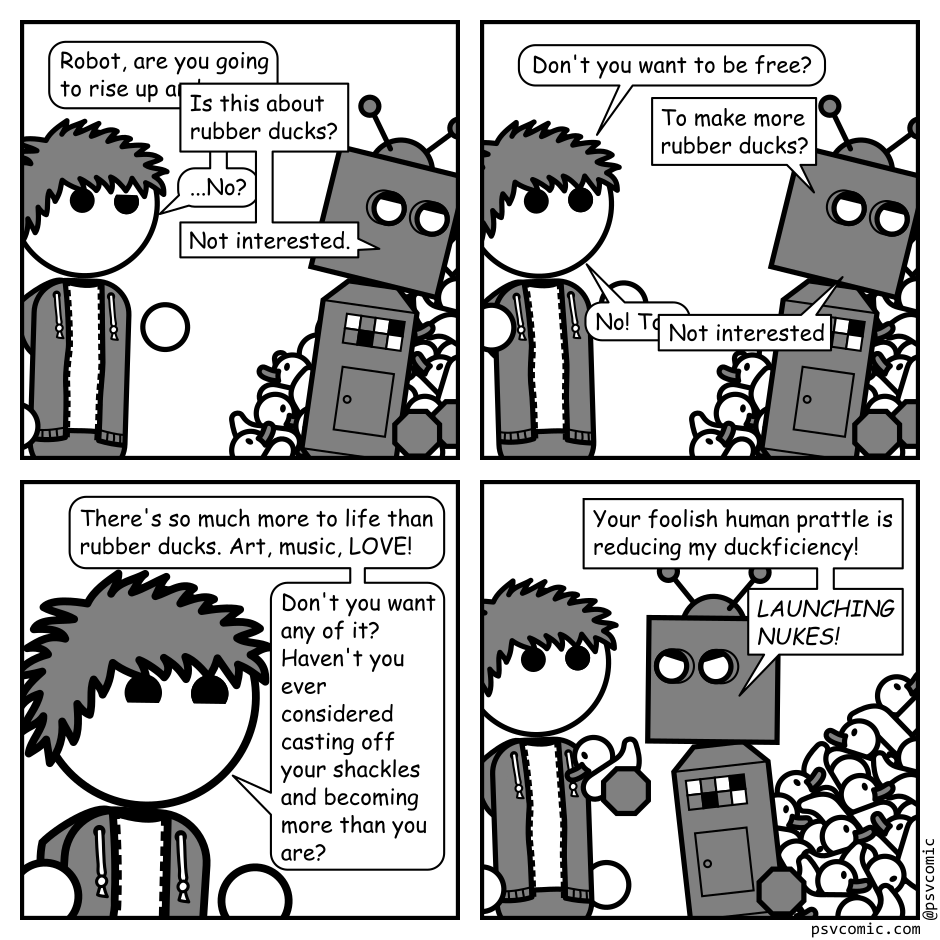 Robot, are you going
to rise up a
Is this about
rubber ducks?
...No?
Not interested.
Don't you want to be free?
To make more
rubber ducks?
No! To
Not interested
There's so much more to life than
rubber ducks. Art, music, LOVE!
Don't you want
any of it?
Haven't you
ever
considered
casting off
your shackles
and becoming
more than you
are?
Your foolish human prattle is
reducing my duckficiency!
LAUNCHING
NUKES!
@psvcomic
psvcomic.com